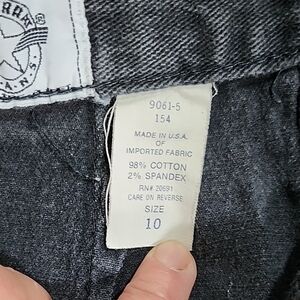 ANS
9061-5
154
MADE IN U.S.A.
OF
IMPORTED FABRIC
98% COTTON
2% SPANDEX
RN# 20691
CARE ON REVERSE
SIZE
10